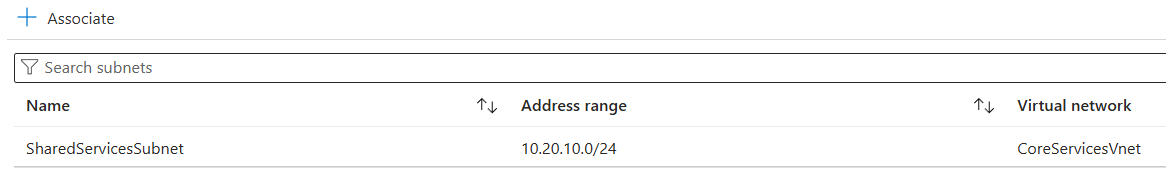 Associate
Search subnets
Name Address range Virtual network
SharedServicesSubnet 10.20.10.0/24 CoreServicesVnet